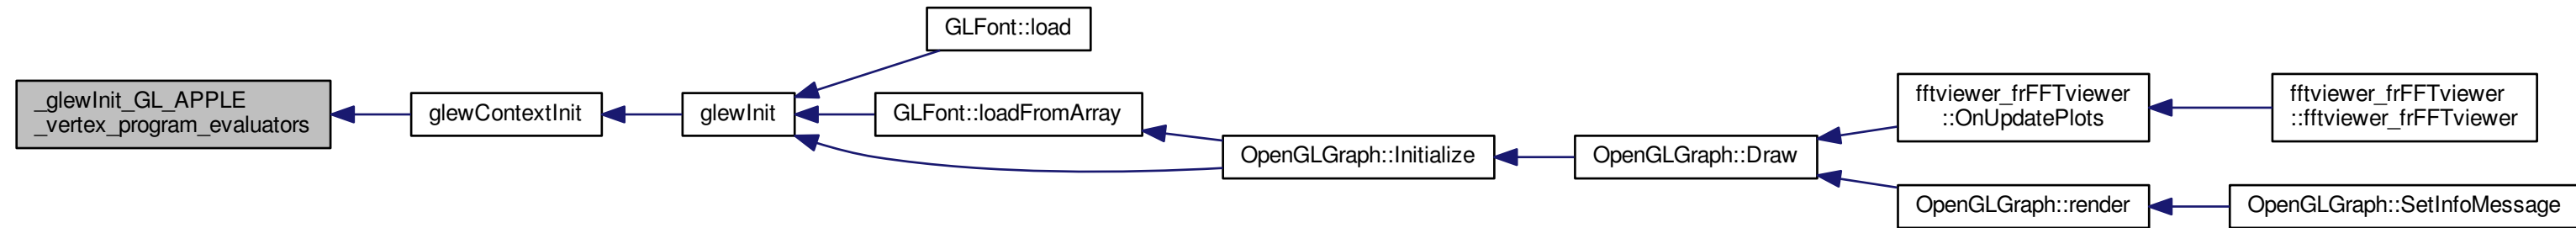 _glewInit_GL_APPLE
_vertex_program_evaluators
glewContextInit
glewInit
GLFont::load
GLFont::loadFromArray
OpenGLGraph::Initialize
OpenGLGraph::Draw
fftviewer_frFFTviewer
::OnUpdatePlots
fftviewer_frFFTviewer
::fftviewer_frFFTviewer
OpenGLGraph::render
OpenGLGraph::SetInfoMessage